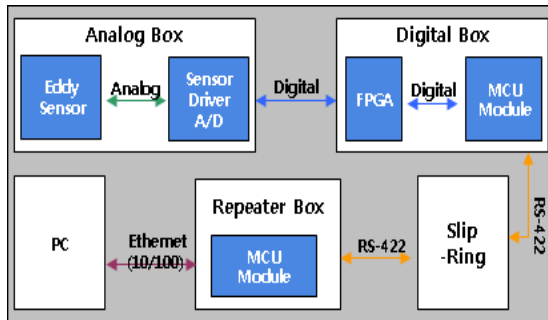 Analog Box
Eddy
Sensor
Analog
Sensor
Driver
A/D
Digital
Digital Box
FPGA
Digital
MCU
Module
RS-422
PC
Ethernet
(10/100)
Repeater Box
MCU
Module
RS-422
Slip
-Ring